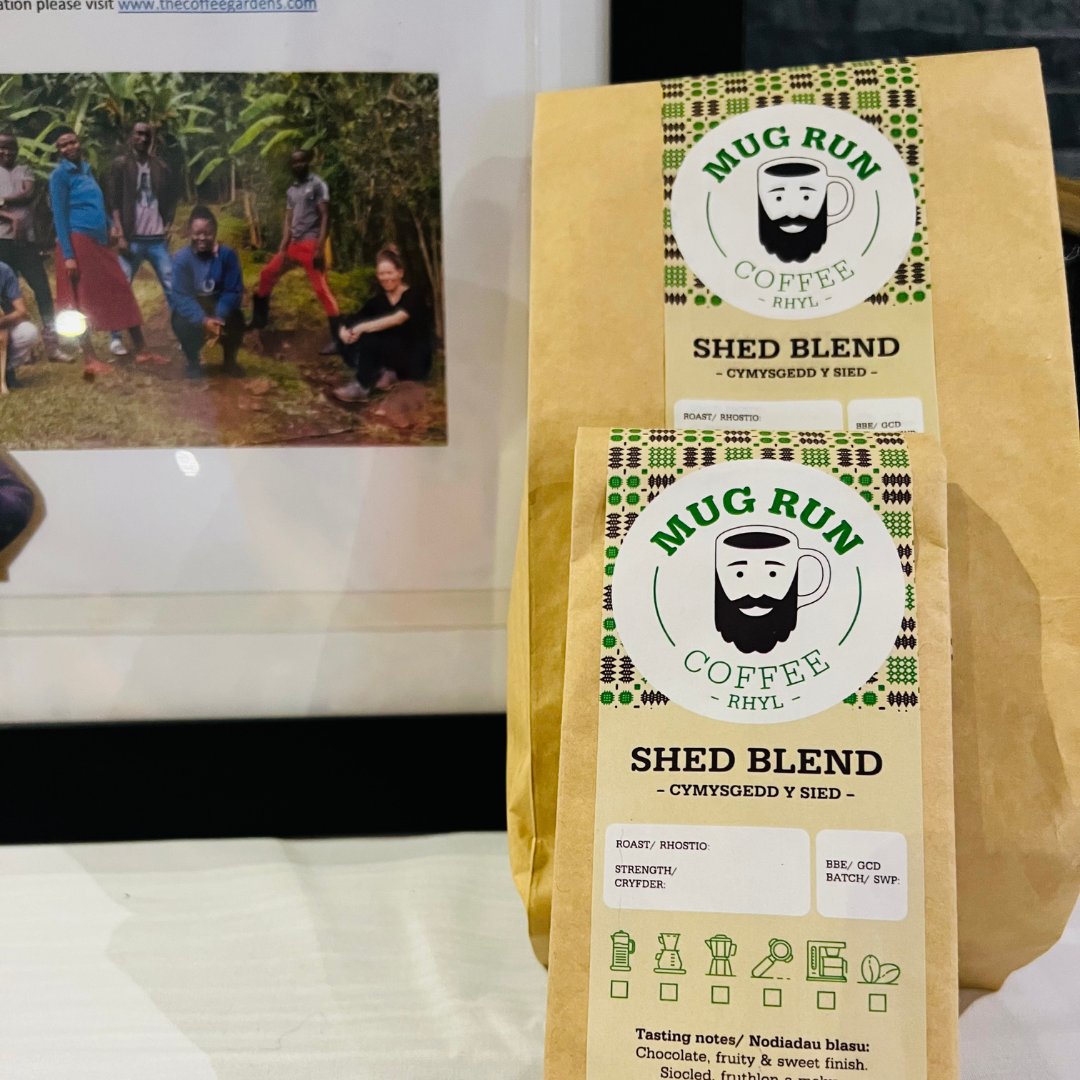 ation please visit www.thecoffeegardens.com
MUG RUN
COFFEE
– RHYL –
SHED BLEND
– CYMYSGEDD Y SIED –
ROAST/ RHOSTIO:
BBE/ GCD
MUG RUN
COFFEE
– RHYL –
SHED BLEND
– CYMYSGEDD Y SIED –
ROAST/ RHOSTIO:
STRENGTH/
CRYFDER:
BBE/ GCD
BATCH/ SWP:
Tasting notes/ Nodiadau blasu:
Chocolate, fruity & sweet finish.
Siocled, fruthlon a